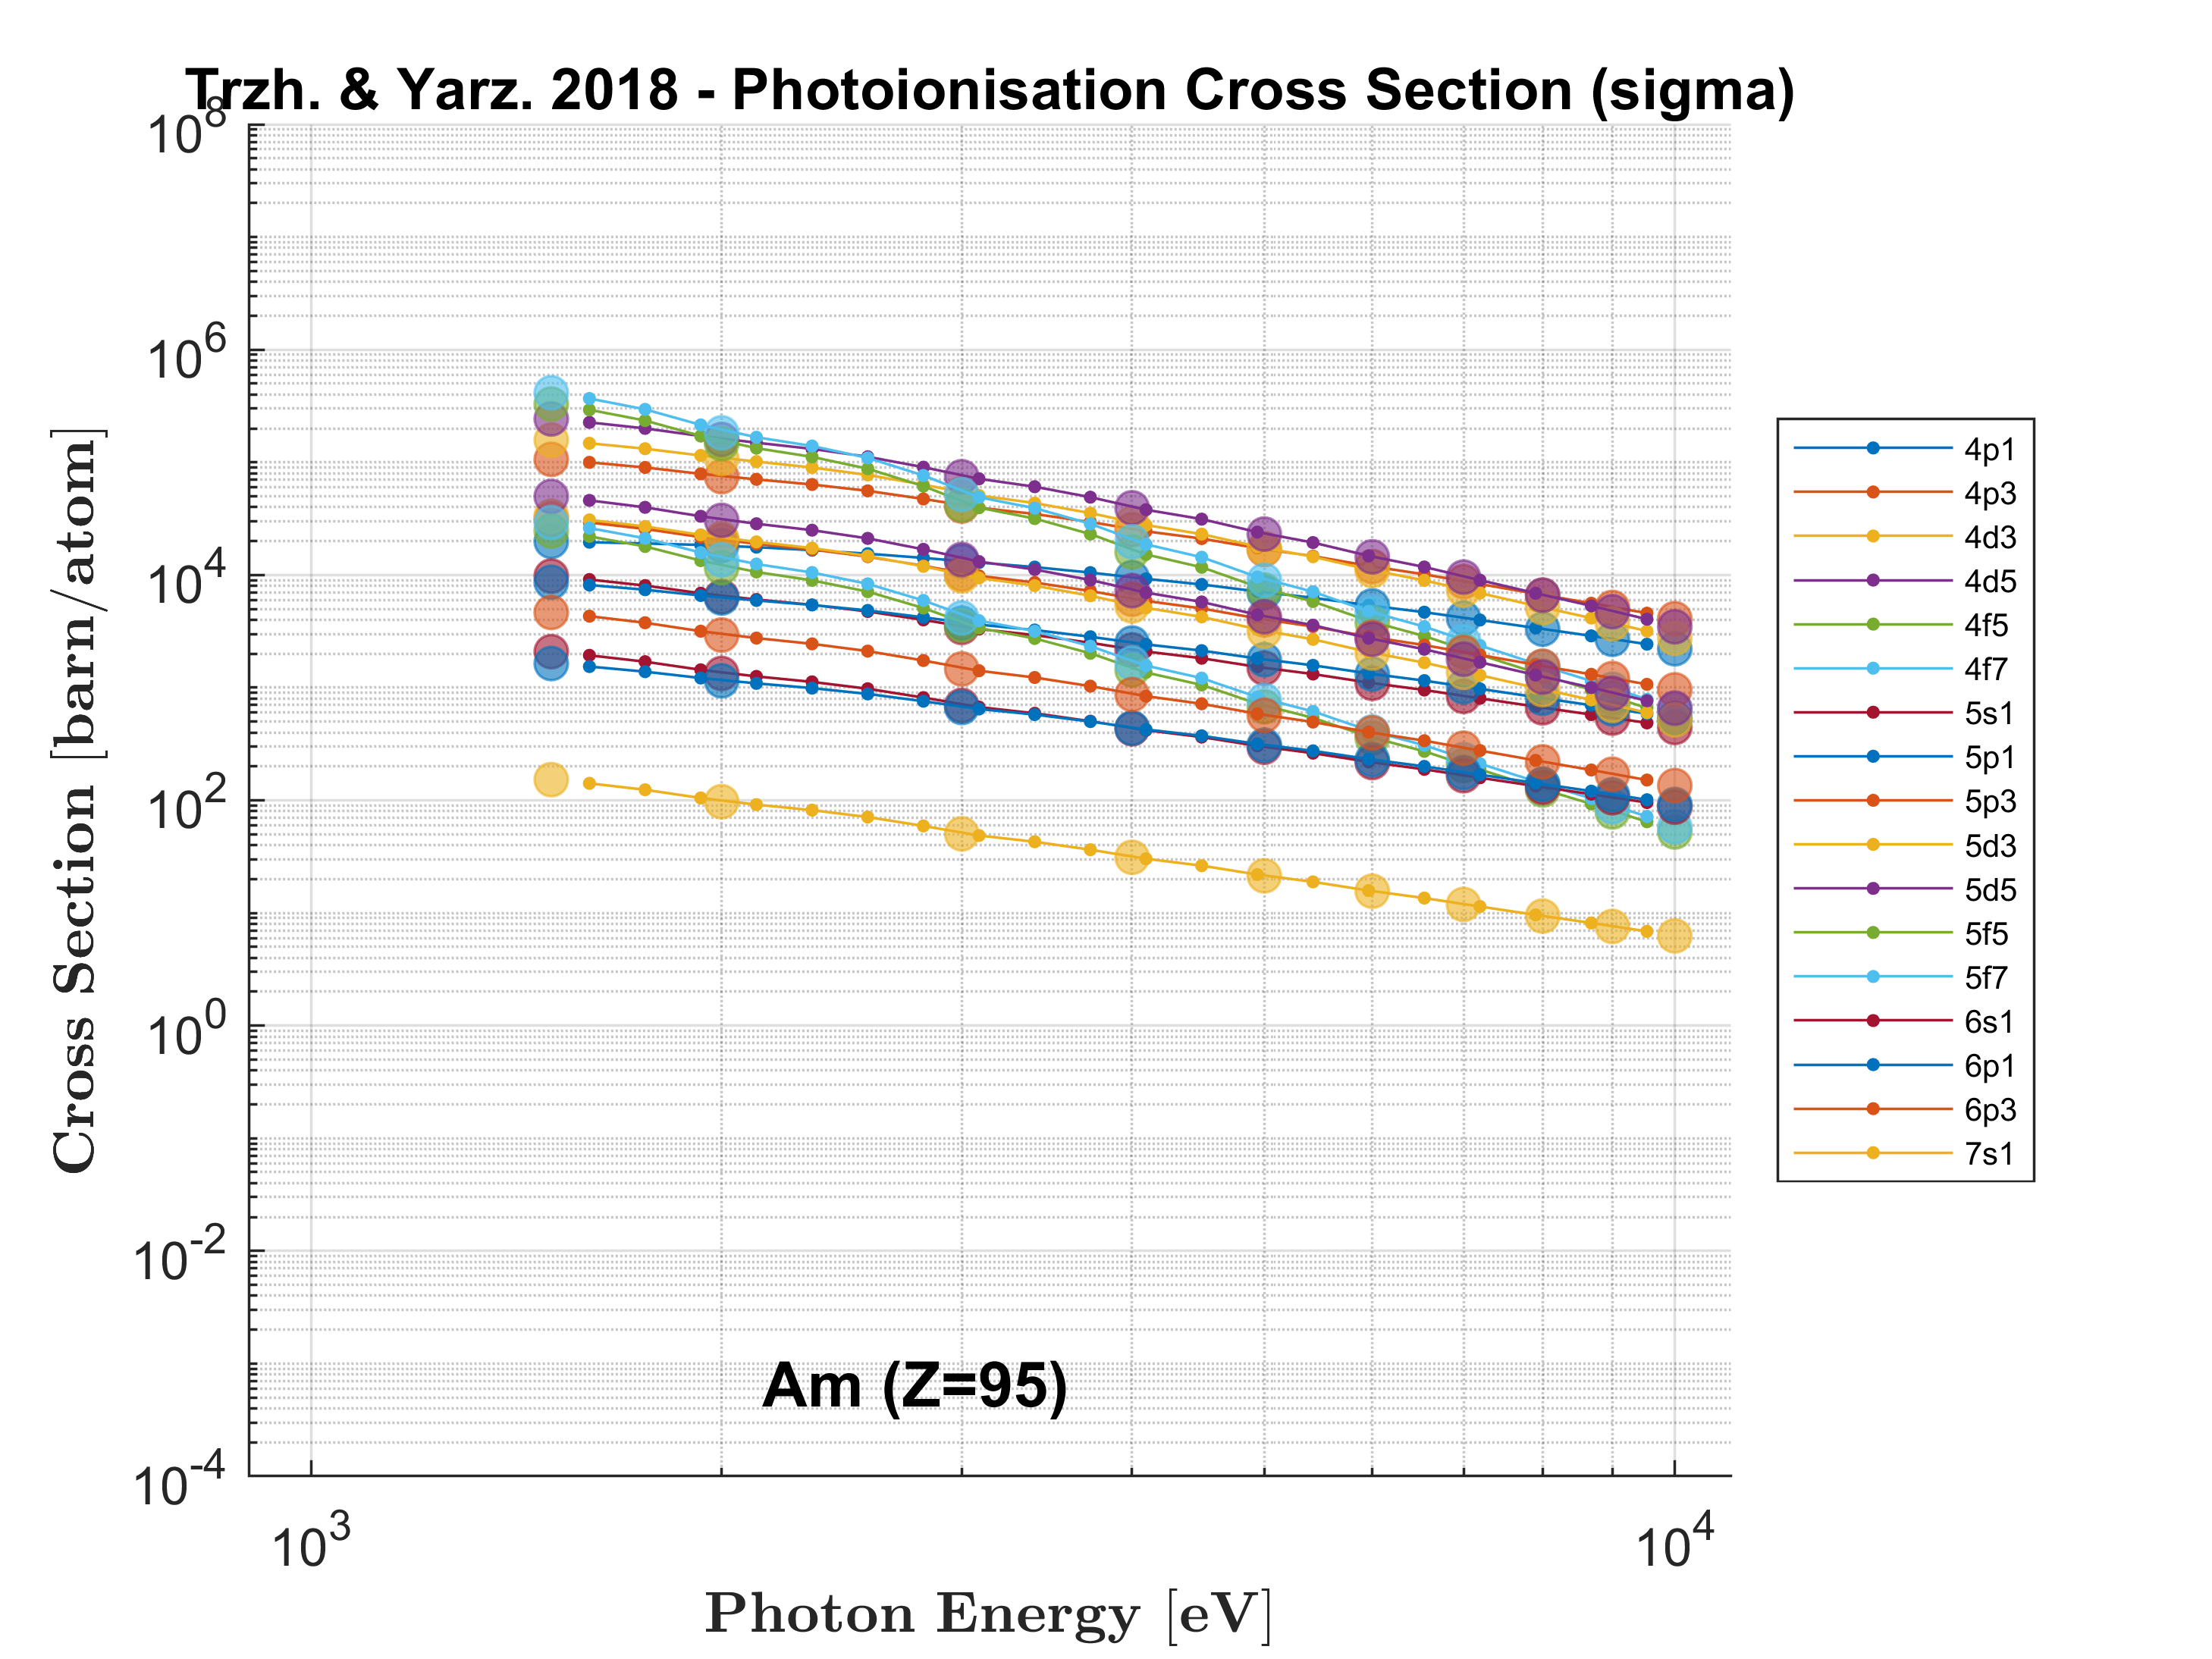 Trzh. & Yarz. 2018 - Photoionisation Cross Section (sigma)
10^8
10^6
10^4
10^2
10^0
10^-2
10^-4
Cross Section [barn/atom]
Am (Z=95)
10^3
10^4
Photon Energy [eV]
4p1
4p3
4d3
4d5
4f5
4f7
5s1
5p1
5p3
5d3
5d5
5f5
5f7
6s1
6p1
6p3
7s1